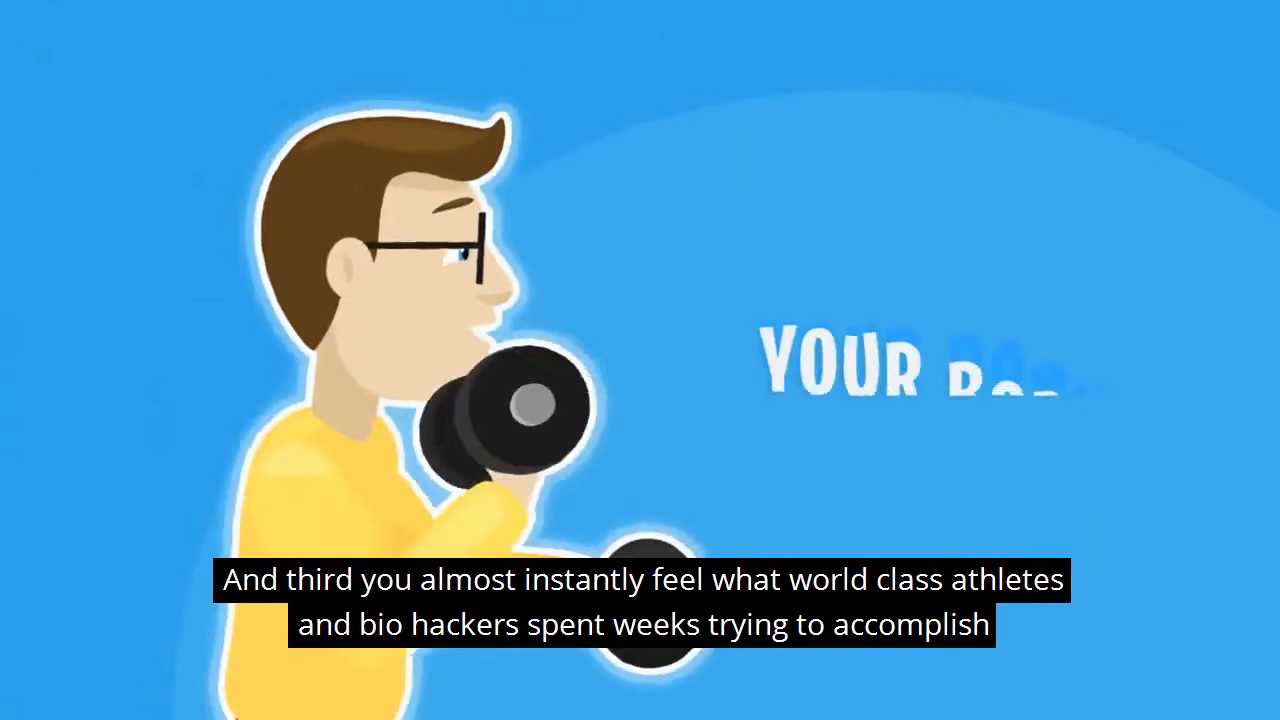 YOUR
And third you almost instantly feel what world class athletes
and bio hackers spent weeks trying to accomplish